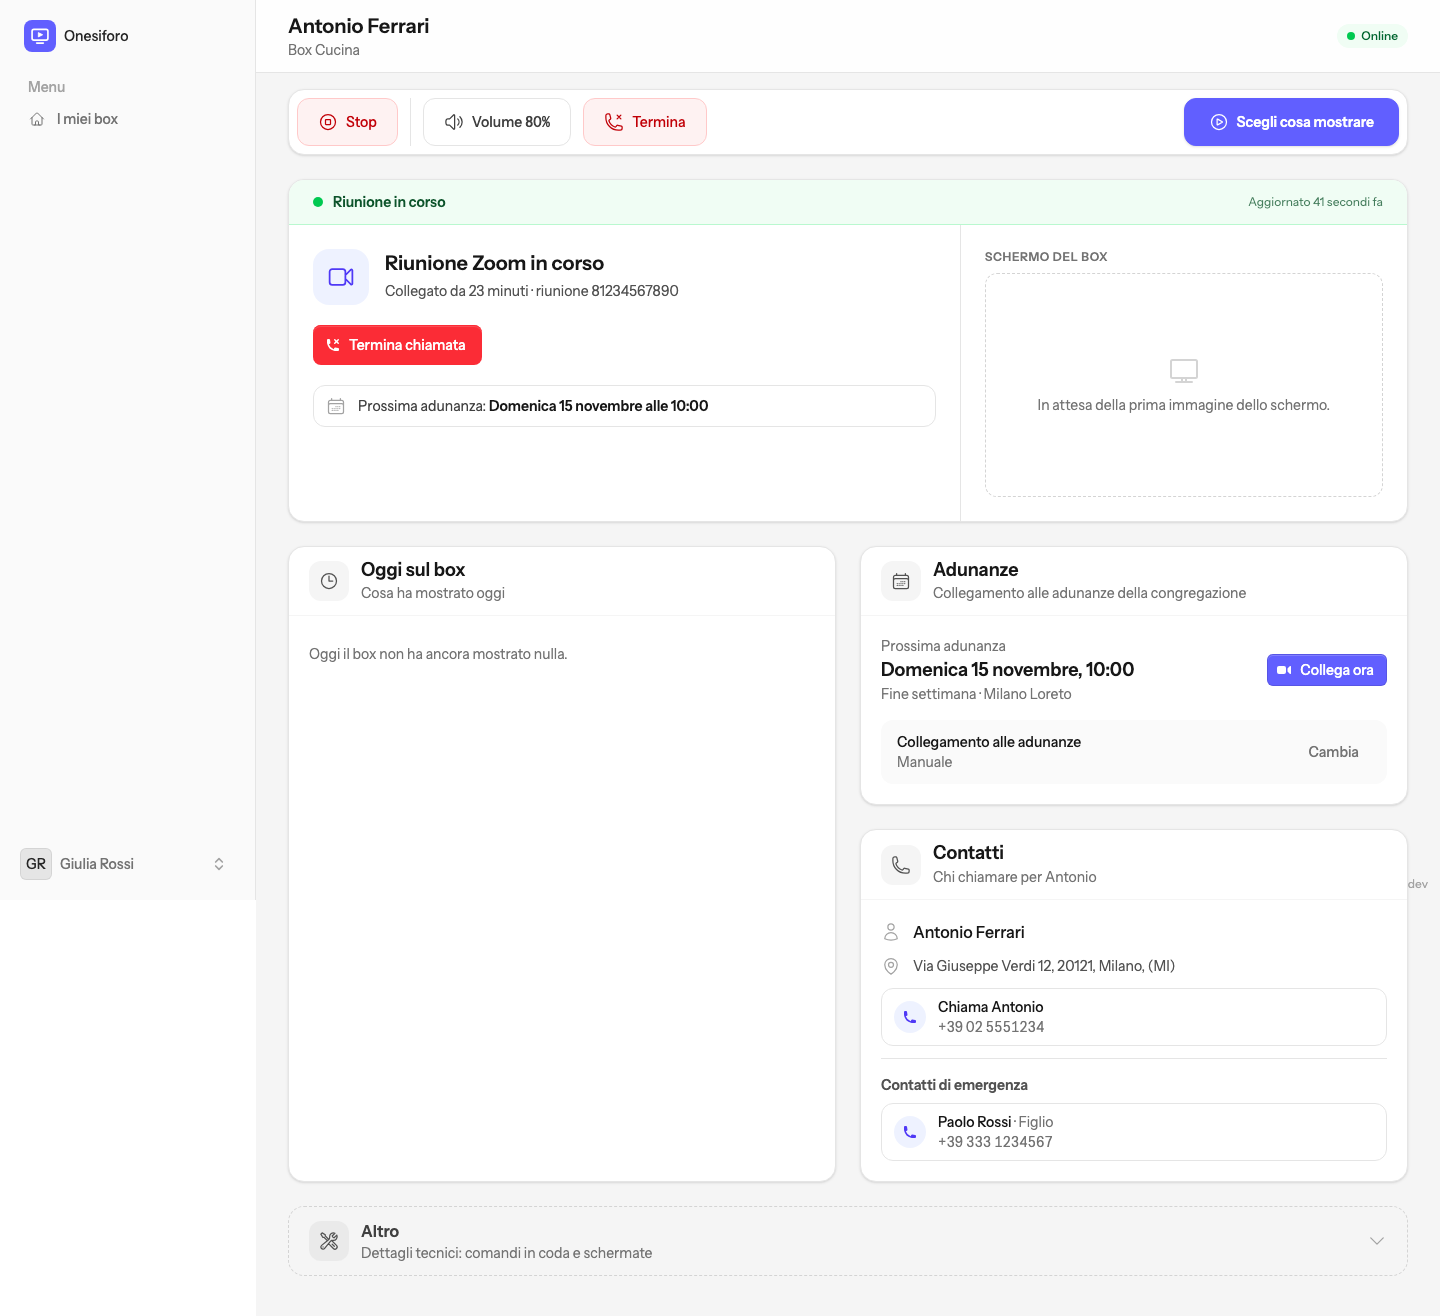 Onesiforo
Menu
I miei box
GR Giulia Rossi
Antonio Ferrari
Box Cucina
Online
Stop
Volume 80%
Termina
Scegli cosa mostrare
Riunione in corso
Aggiornato 41 secondi fa
Riunione Zoom in corso
Collegato da 23 minuti · riunione 81234567890
Termina chiamata
Prossima adunanza: Domenica 15 novembre alle 10:00
SCHERMO DEL BOX
In attesa della prima immagine dello schermo.
Oggi sul box
Cosa ha mostrato oggi
Oggi il box non ha ancora mostrato nulla.
Adunanze
Collegamento alle adunanze della congregazione
Prossima adunanza
Domenica 15 novembre, 10:00
Fine settimana · Milano Loreto
Collega ora
Collegamento alle adunanze
Manuale
Cambia
Contatti
Chi chiamare per Antonio
dev
Antonio Ferrari
Via Giuseppe Verdi 12, 20121, Milano, (MI)
Chiama Antonio
+39 02 5551234
Contatti di emergenza
Paolo Rossi · Figlio
+39 333 1234567
Altro
Dettagli tecnici: comandi in coda e schermate